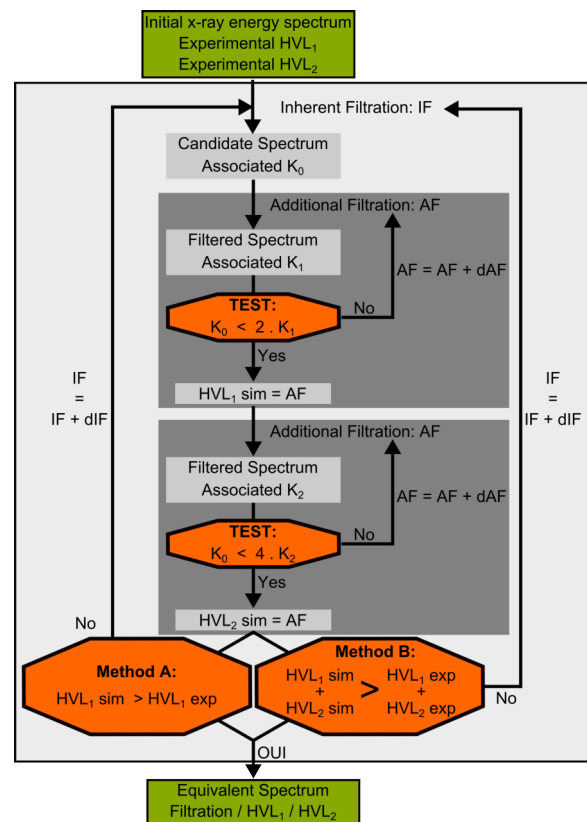 Initial x-ray energy spectrum
Experimental HVL₁
Experimental HVL₂
Inherent Filtration: IF
Candidate Spectrum
Associated K₀
Additional Filtration: AF
Filtered Spectrum
Associated K₁
AF = AF + dAF
TEST:
K₀ < 2 . K₁
No
Yes
HVL₁ sim = AF
IF
=
IF + dIF
IF
=
IF + dIF
Additional Filtration: AF
Filtered Spectrum
Associated K₂
AF = AF + dAF
TEST:
K₀ < 4 . K₂
No
Yes
HVL₂ sim = AF
No
Method A:
HVL₁ sim > HVL₁ exp
Method B:
HVL₁ sim + HVL₂ sim > HVL₁ exp + HVL₂ exp
No
OUI
Equivalent Spectrum
Filtration / HVL₁ / HVL₂